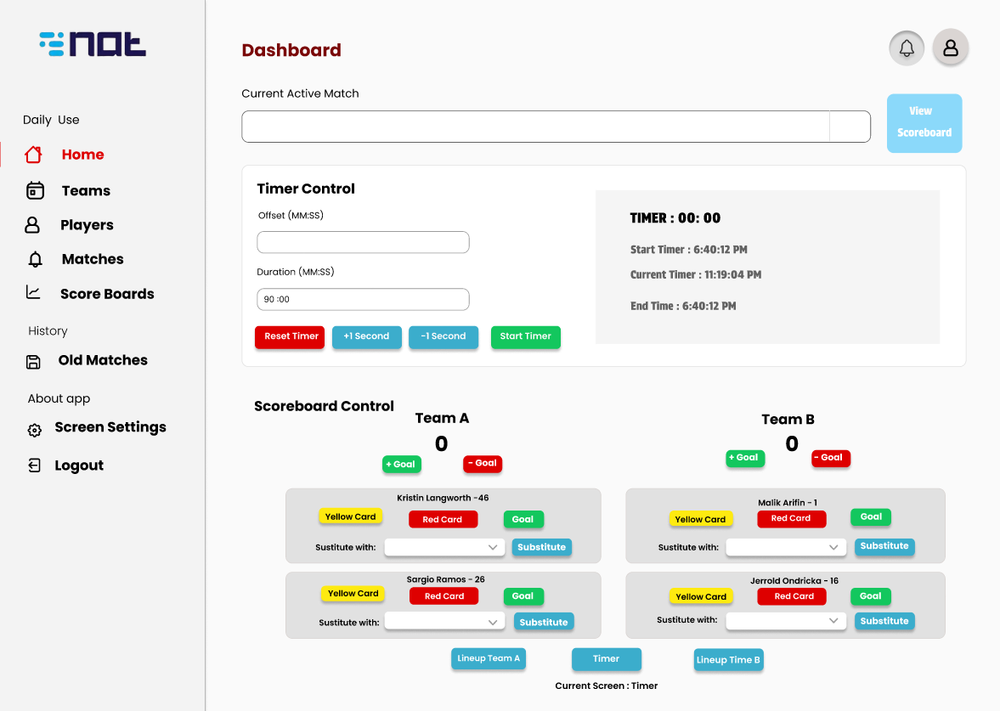 nat
Dashboard
Current Active Match
View
Scoreboard
Daily Use
Home
Teams
Players
Matches
Score Boards
History
Old Matches
About app
Screen Settings
Logout
Timer Control
Offset (MM:SS)
Duration (MM:SS)
90 :00
Reset Timer
+1 Second
-1 Second
Start Timer
TIMER : 00: 00
Start Timer : 6:40:12 PM
Current Timer : 11:19:04 PM
End Time : 6:40:12 PM
Scoreboard Control
Team A
0
+ Goal
- Goal
Team B
0
+ Goal
- Goal
Kristin Langworth -46
Yellow Card
Red Card
Goal
Sustitute with:
Substitute
Malik Arifin - 1
Yellow Card
Red Card
Goal
Sustitute with:
Substitute
Sargio Ramos - 26
Yellow Card
Red Card
Goal
Sustitute with:
Substitute
Jerrold Ondricka - 16
Yellow Card
Red Card
Goal
Sustitute with:
Substitute
Lineup Team A
Timer
Lineup Time B
Current Screen : Timer